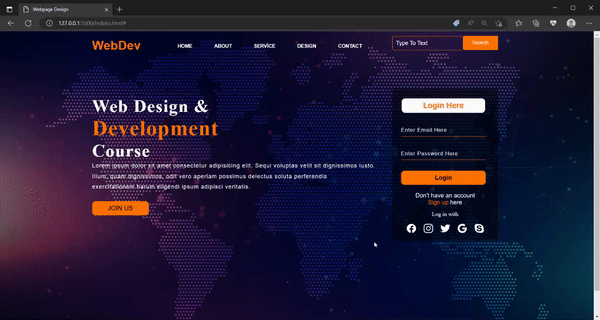 Webpage Design
127.0.0.1:5500/indeks.html#
WebDev
HOME
ABOUT
SERVICE
DESIGN
CONTACT
Type To Text
Search
Web Design &
Development
Course
Lorem ipsum dolor sit amet consectetur adipisicing elit. Sequi voluptas velit sit dignissimos iusto.
Illum, quam dignissimos, odit vero aperiam possimus delectus soluta perferendis
exercitationem harum eligendi ipsum adipisci veritatis.
JOIN US
Login Here
Enter Email Here
Enter Password Here
Login
Don't have an account
Sign up here
Log in with